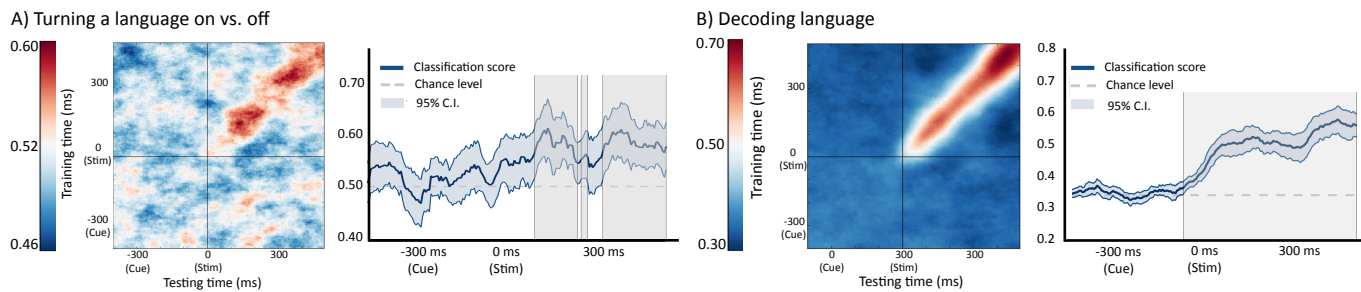 A) Turning a language on vs. off
0.60
0.52
0.46
Training time (ms)
300
0
(Stim)
-300
(Cue)
-300
(Cue)
0
(Stim)
300
Testing time (ms)
Classification score
Chance level
95% C.I.
0.70
0.60
0.50
0.40
-300 ms
(Cue)
0 ms
(Stim)
300 ms
B) Decoding language
0.70
0.50
0.30
Training time (ms)
300
0
(Stim)
-300
(Cue)
0
(Cue)
300
(Stim)
300
Testing time (ms)
Classification score
Chance level
95% C.I.
0.8
0.7
0.6
0.5
0.4
0.3
0.2
-300 ms
(Cue)
0 ms
(Stim)
300 ms